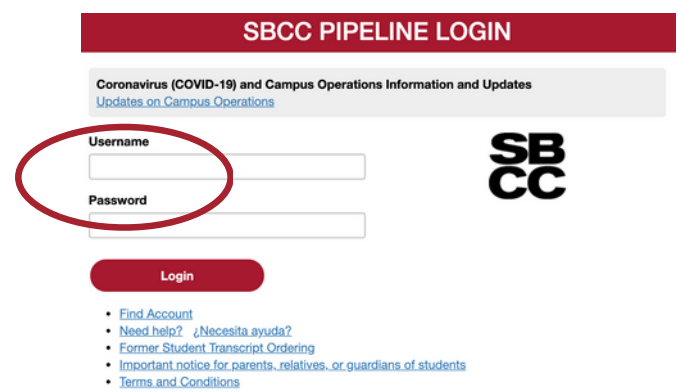 SBCC PIPELINE LOGIN
Coronavirus (COVID-19) and Campus Operations Information and Updates
Updates on Campus Operations
Username
SB
CC
Password
Login
• Find Account
• Need help? ¿Necesita ayuda?
• Former Student Transcript Ordering
• Important notice for parents, relatives, or guardians of students
• Terms and Conditions